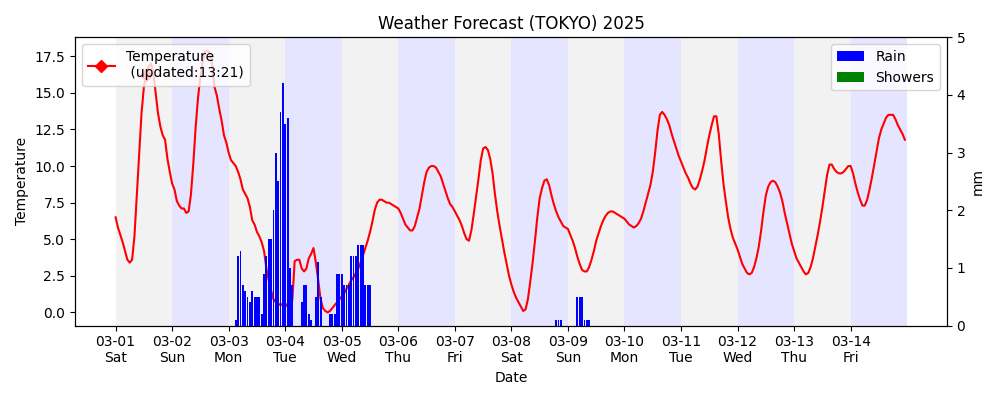 Weather Forecast (TOKYO) 2025
Temperature
(updated:13:21)
Rain
Showers
Temperature
17.5
15.0
12.5
10.0
7.5
5.0
2.5
0.0
5
4
3
2
1
0
mm
03-01 03-02 03-03 03-04 03-05 03-06 03-07 03-08 03-09 03-10 03-11 03-12 03-13 03-14
Sat Sun Mon Tue Wed Thu Fri Sat Sun Mon Tue Wed Thu Fri
Date